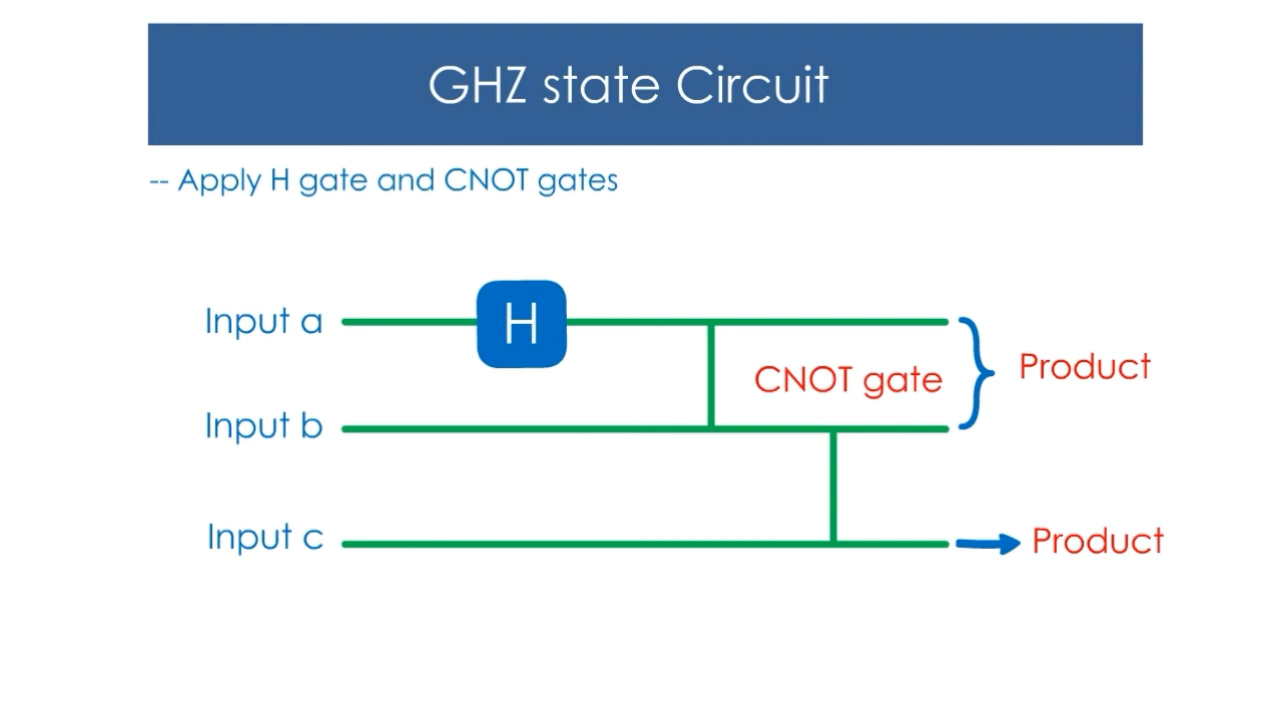 GHZ state Circuit
-- Apply H gate and CNOT gates
Input a
H
CNOT gate
Product
Input b
Input c
Product